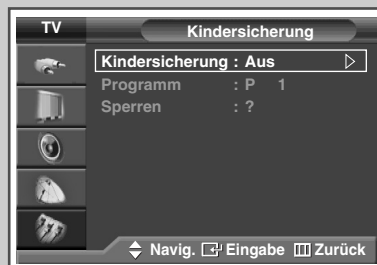 TV
Kindersicherung
Kindersicherung : Aus
Programm : P 1
Sperren : ?
Navig. Eingabe Zurück